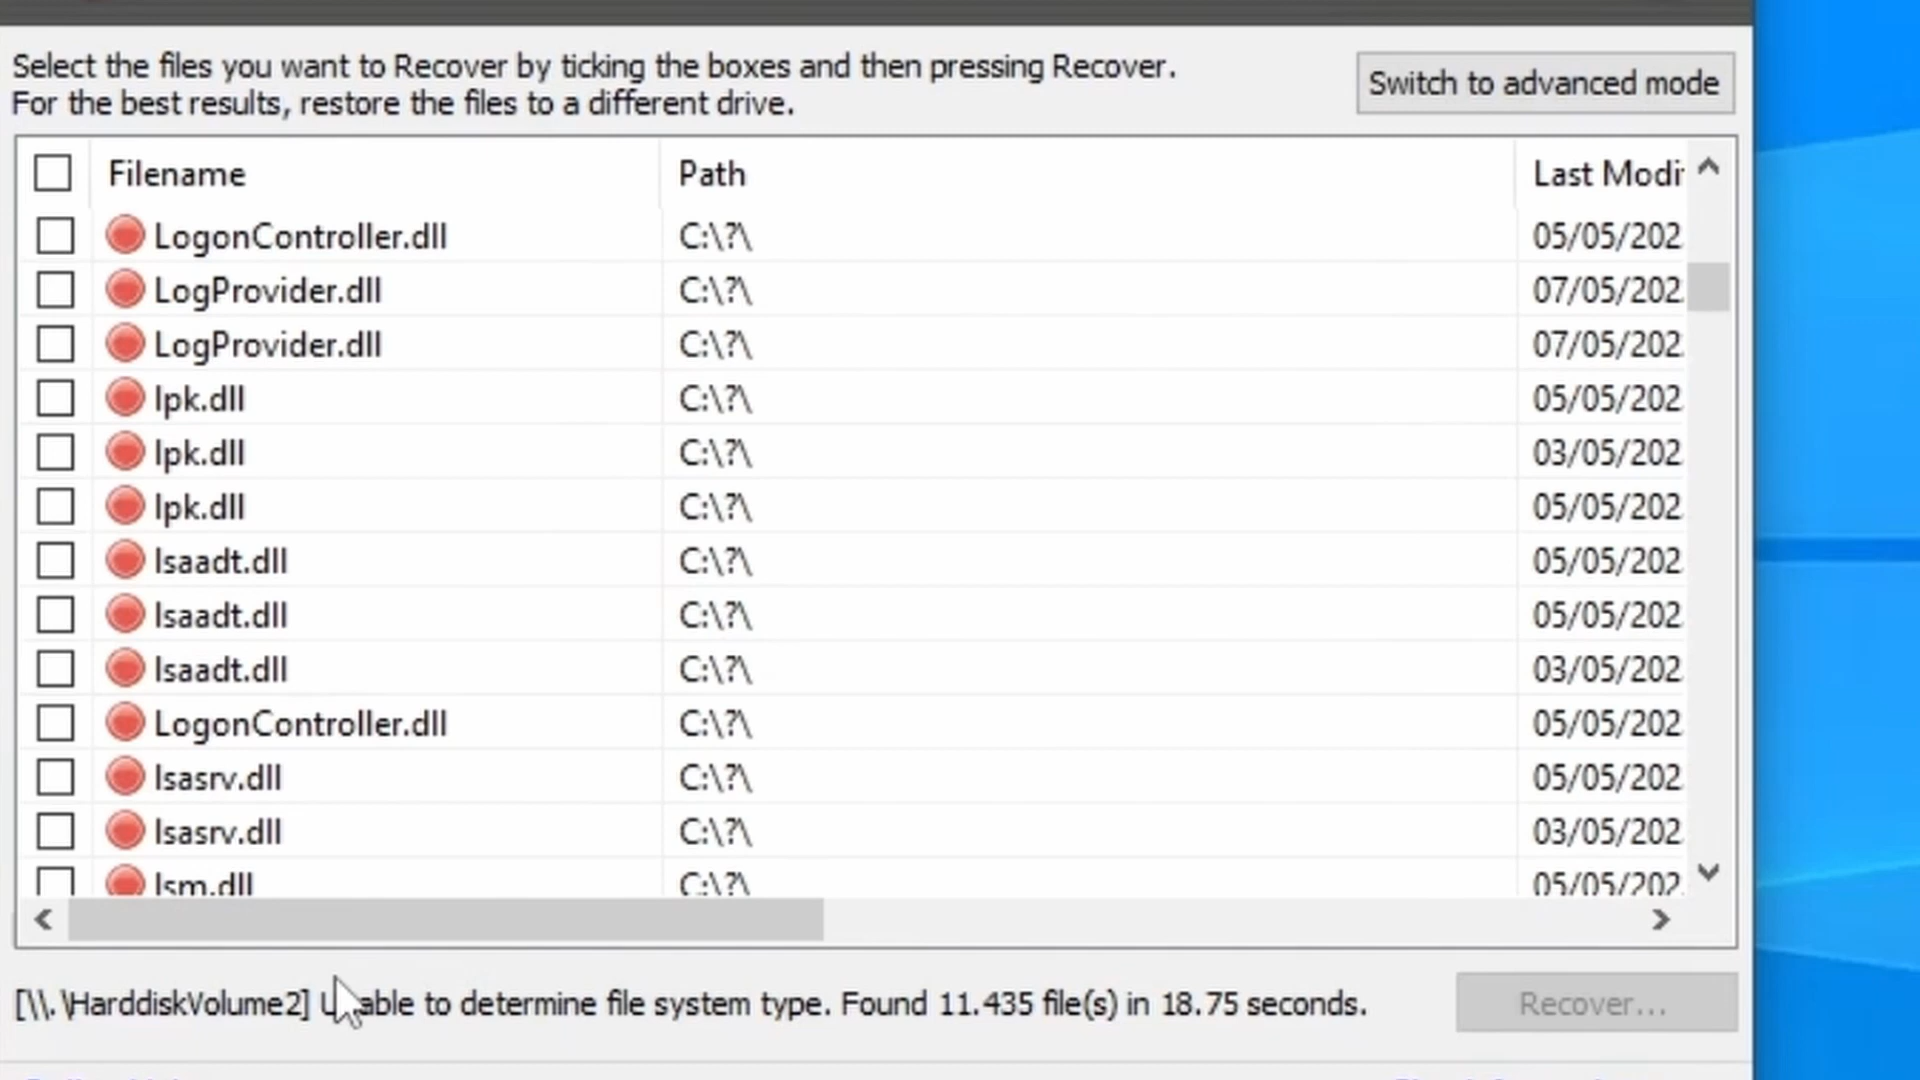 Select the files you want to Recover by ticking the boxes and then pressing Recover.
For the best results, restore the files to a different drive.
Switch to advanced mode
Filename Path Last Modif
LogonController.dll C:\?\ 05/05/202
LogProvider.dll C:\?\ 07/05/202
LogProvider.dll C:\?\ 07/05/202
lpk.dll C:\?\ 05/05/202
lpk.dll C:\?\ 03/05/202
lpk.dll C:\?\ 05/05/202
lsaadt.dll C:\?\ 05/05/202
lsaadt.dll C:\?\ 05/05/202
lsaadt.dll C:\?\ 03/05/202
LogonController.dll C:\?\ 05/05/202
lsasrv.dll C:\?\ 05/05/202
lsasrv.dll C:\?\ 03/05/202
lsm.dll C:\?\ 05/05/202
[\\.\HarddiskVolume2] Unable to determine file system type. Found 11.435 file(s) in 18.75 seconds.
Recover...